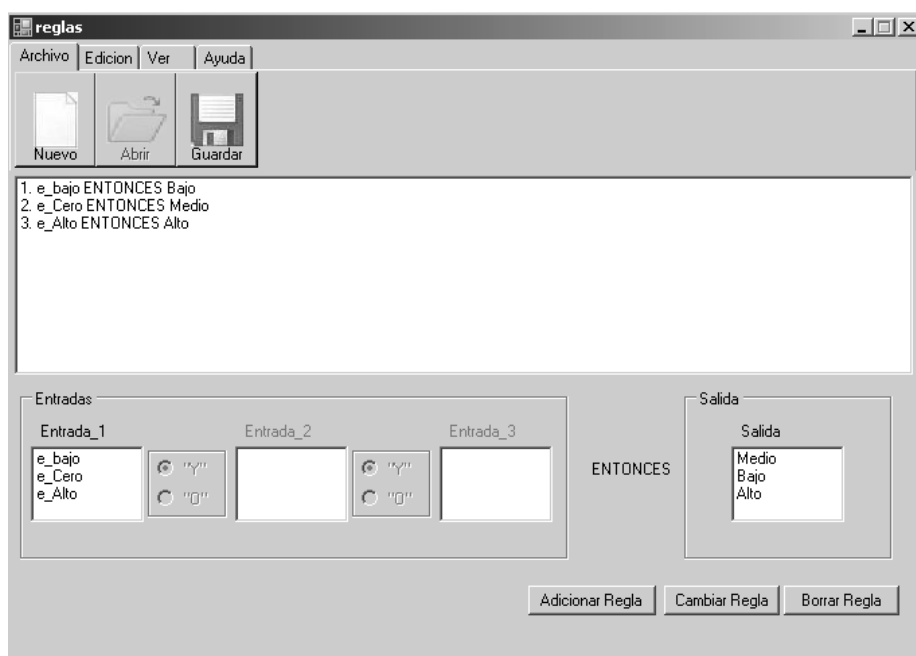 reglas
Archivo Edicion Ver Ayuda
Nuevo Abrir Guardar
1. e_bajo ENTONCES Bajo
2. e_Cero ENTONCES Medio
3. e_Alto ENTONCES Alto
Entradas
Salida
Entrada_1 Entrada_2 Entrada_3
Salida
e_bajo
e_Cero
e_Alto
"Y"
"O"
"Y"
"O"
ENTONCES
Medio
Bajo
Alto
Adicionar Regla Cambiar Regla Borrar Regla